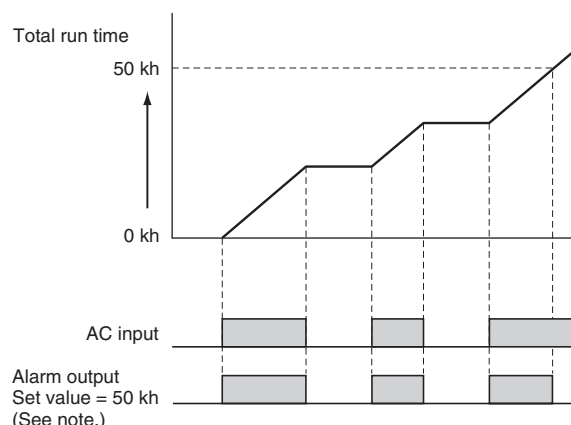 Total run time
50 kh
0 kh
AC input
Alarm output
Set value = 50 kh
(See note.)